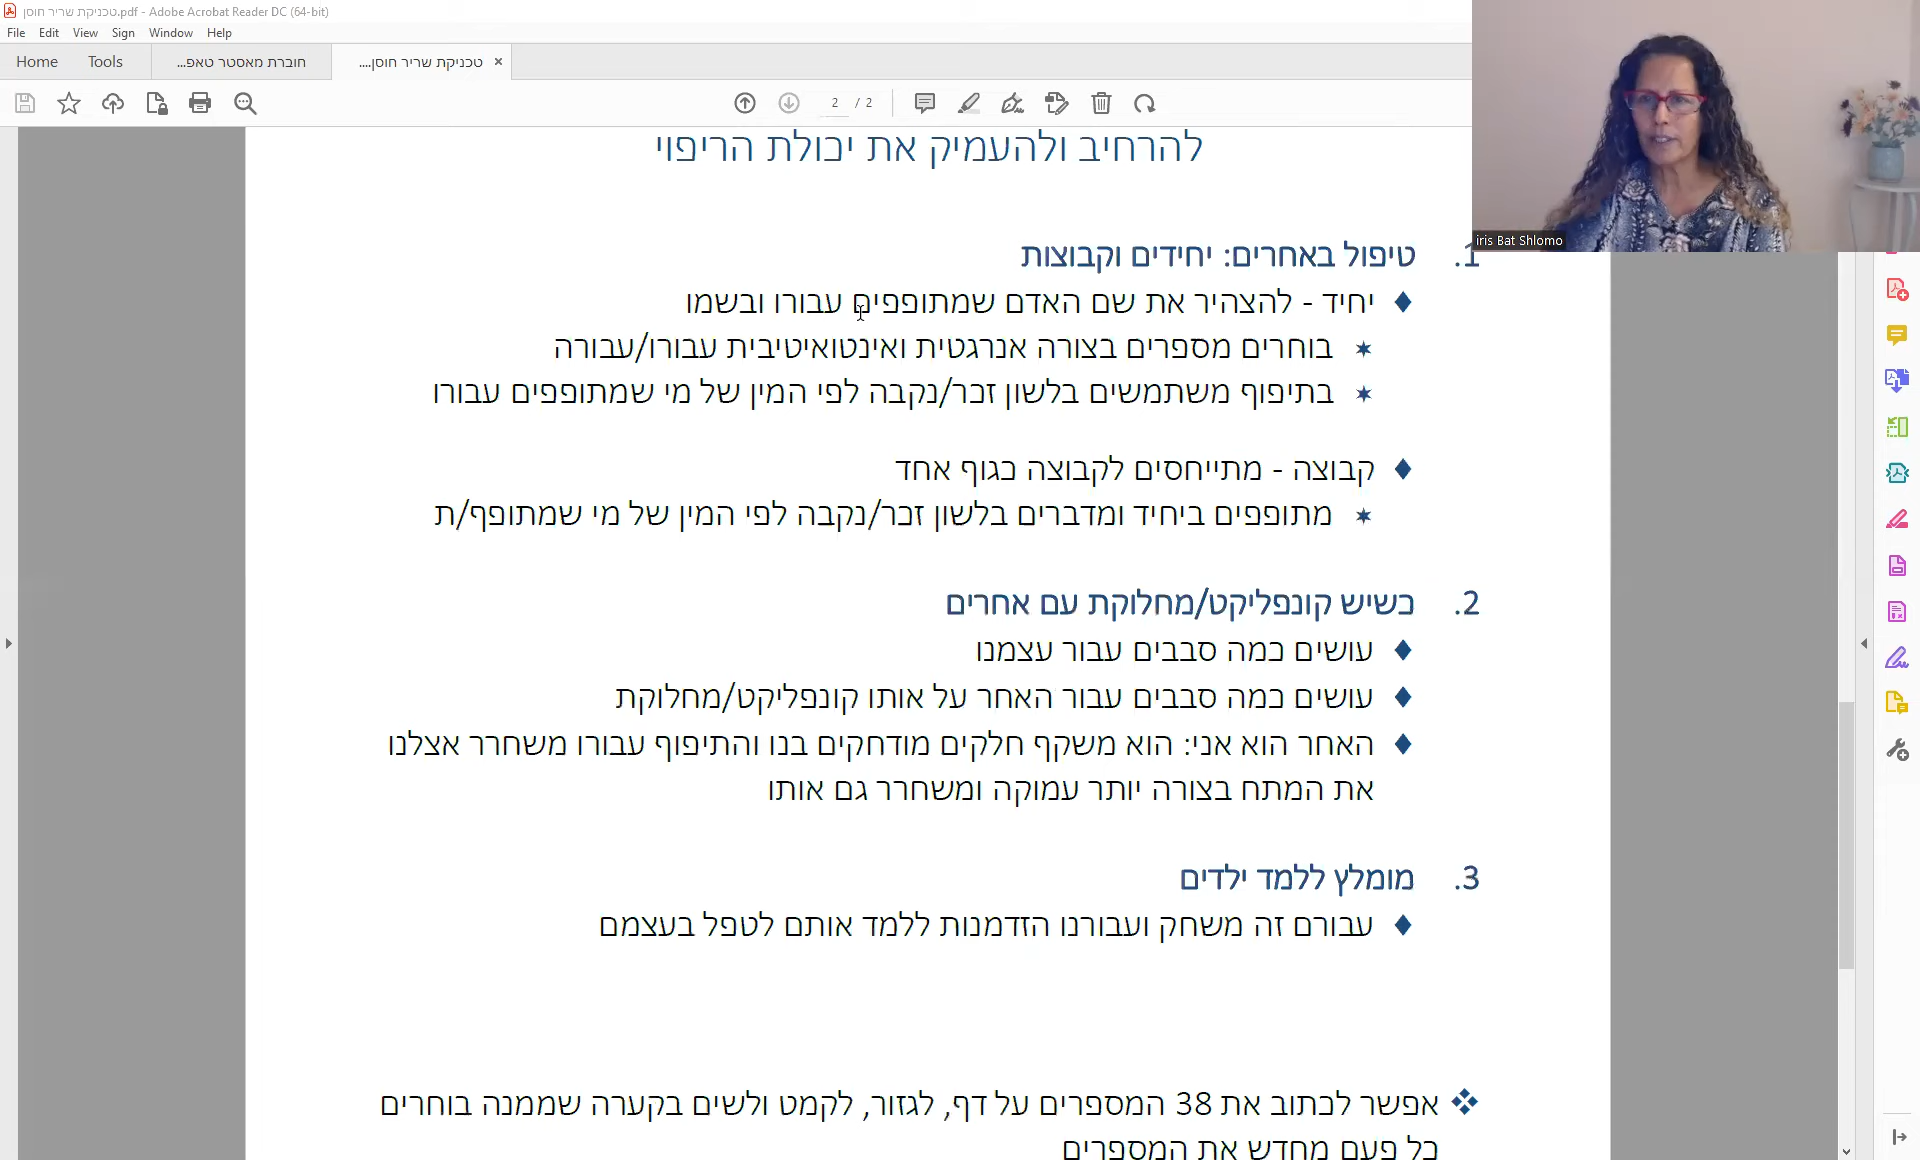 טכניקת שריר חוסן.pdf - Adobe Acrobat Reader DC (64-bit)
File Edit View Sign Window Help
Home Tools חוברת מאסטר טאפ... טכניקת שריר חוסן.... ×
2 / 2
iris Bat Shlomo
להרחיב ולהעמיק את יכולת הריפוי
1. טיפול באחרים: יחידים וקבוצות
♦ יחיד - להצהיר את שם האדם שמתופפים עבורו ובשמו
✶ בוחרים מספרים בצורה אנרגטית ואינטואיטיבית עבורו/עבורה
✶ בתיפוף משתמשים בלשון זכר/נקבה לפי המין של מי שמתופפים עבורו
♦ קבוצה - מתייחסים לקבוצה כגוף אחד
✶ מתופפים ביחיד ומדברים בלשון זכר/נקבה לפי המין של מי שמתופף/ת
2. כשיש קונפליקט/מחלוקת עם אחרים
♦ עושים כמה סבבים עבור עצמנו
♦ עושים כמה סבבים עבור האחר על אותו קונפליקט/מחלוקת
♦ האחר הוא אני: הוא משקף חלקים מודחקים בנו והתיפוף עבורו משחרר אצלנו
את המתח בצורה יותר עמוקה ומשחרר גם אותו
3. מומלץ ללמד ילדים
♦ עבורם זה משחק ועבורנו הזדמנות ללמד אותם לטפל בעצמם
❖ אפשר לכתוב את 38 המספרים על דף, לגזור, לקמט ולשים בקערה שממנה בוחרים
כל פעם מחדש את המספרים